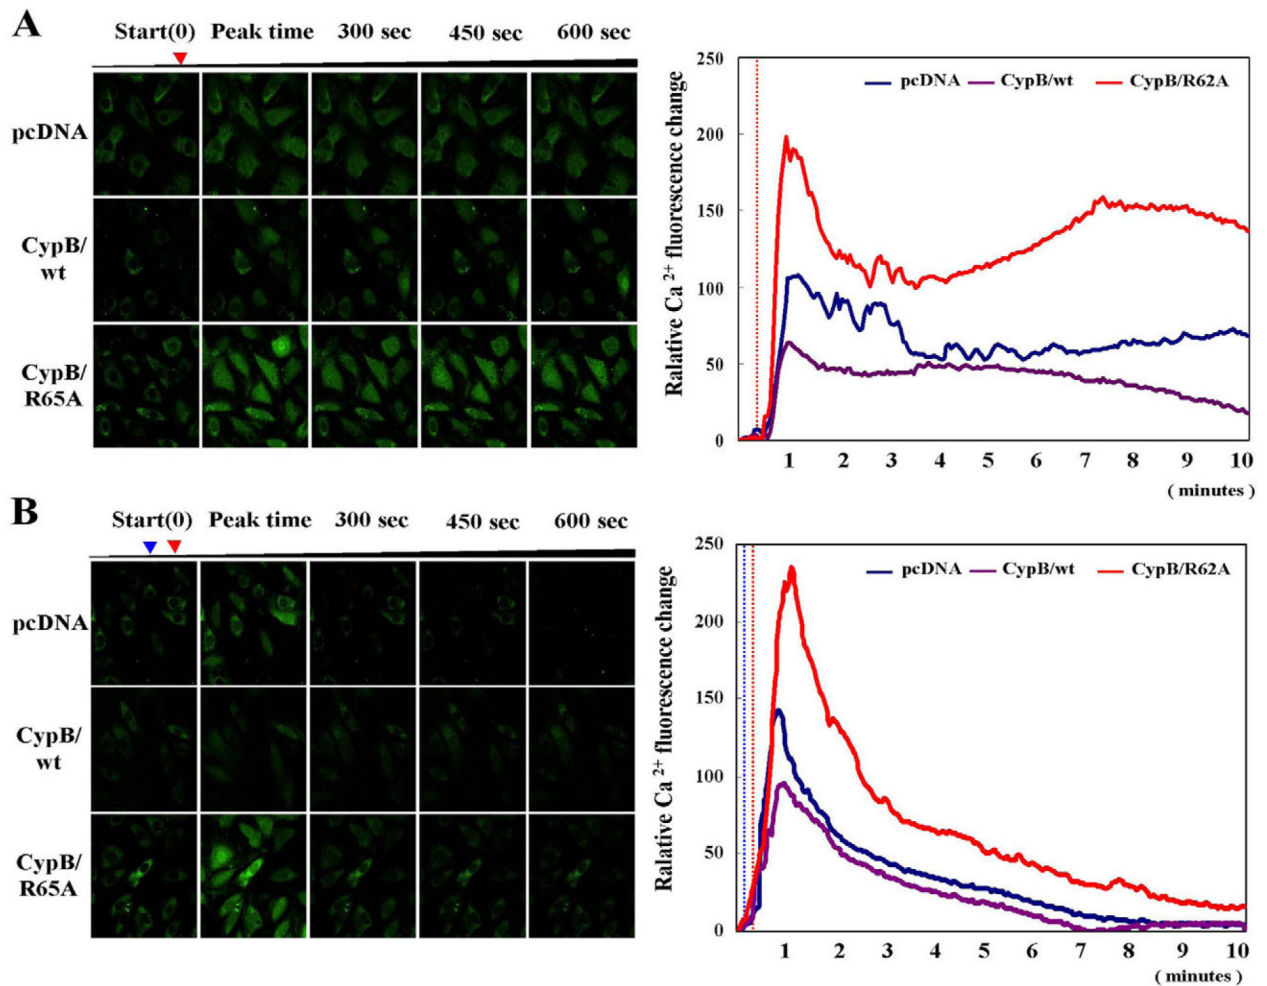 A
Start(0) Peak time 300 sec 450 sec 600 sec
pcDNA
CypB/
wt
CypB/
R65A
Ralative Ca 2+ fluorescence change
250
200
150
100
50
0
pcDNA CypB/wt CypB/R62A
1 2 3 4 5 6 7 8 9 10
( minutes )
B
Start(0) Peak time 300 sec 450 sec 600 sec
pcDNA
CypB/
wt
CypB/
R65A
Ralative Ca 2+ fluorescence change
250
200
150
100
50
0
pcDNA CypB/wt CypB/R62A
1 2 3 4 5 6 7 8 9 10
( minutes )